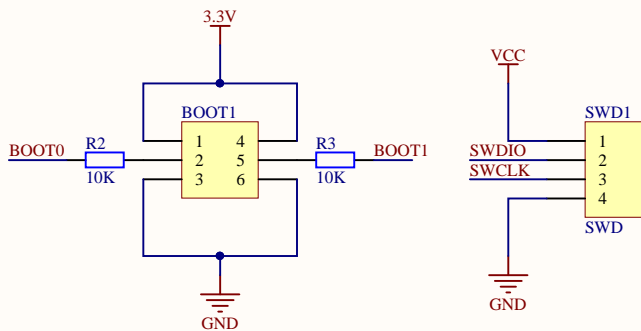 3.3V
VCC
BOOT1
SWD1
BOOT0
R2
10K
1
2
3
4
5
6
R3
10K
BOOT1
SWDIO
SWCLK
1
2
3
4
SWD
GND
GND